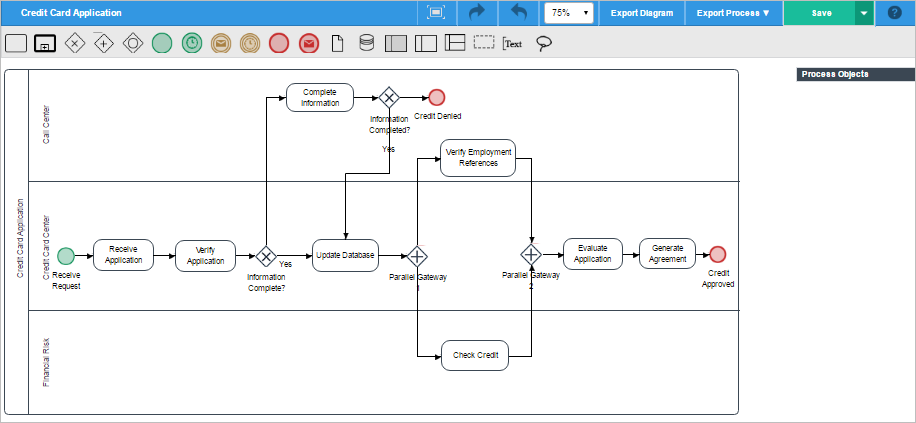 Credit Card Application
75%
Export Diagram
Export Process ▼
Save
?
[Text
Process Objects
Credit Card Application
Call Center
Complete
Information
Information
Completed?
Credit Denied
Yes
Verify Employment
References
Credit Card Center
Receive
Request
Receive
Application
Verify
Application
Information
Complete?
Yes
Update Database
Parallel Gateway
1
Parallel Gateway
2
Evaluate
Application
Generate
Agreement
Credit
Approved
Financial Risk
Check Credit